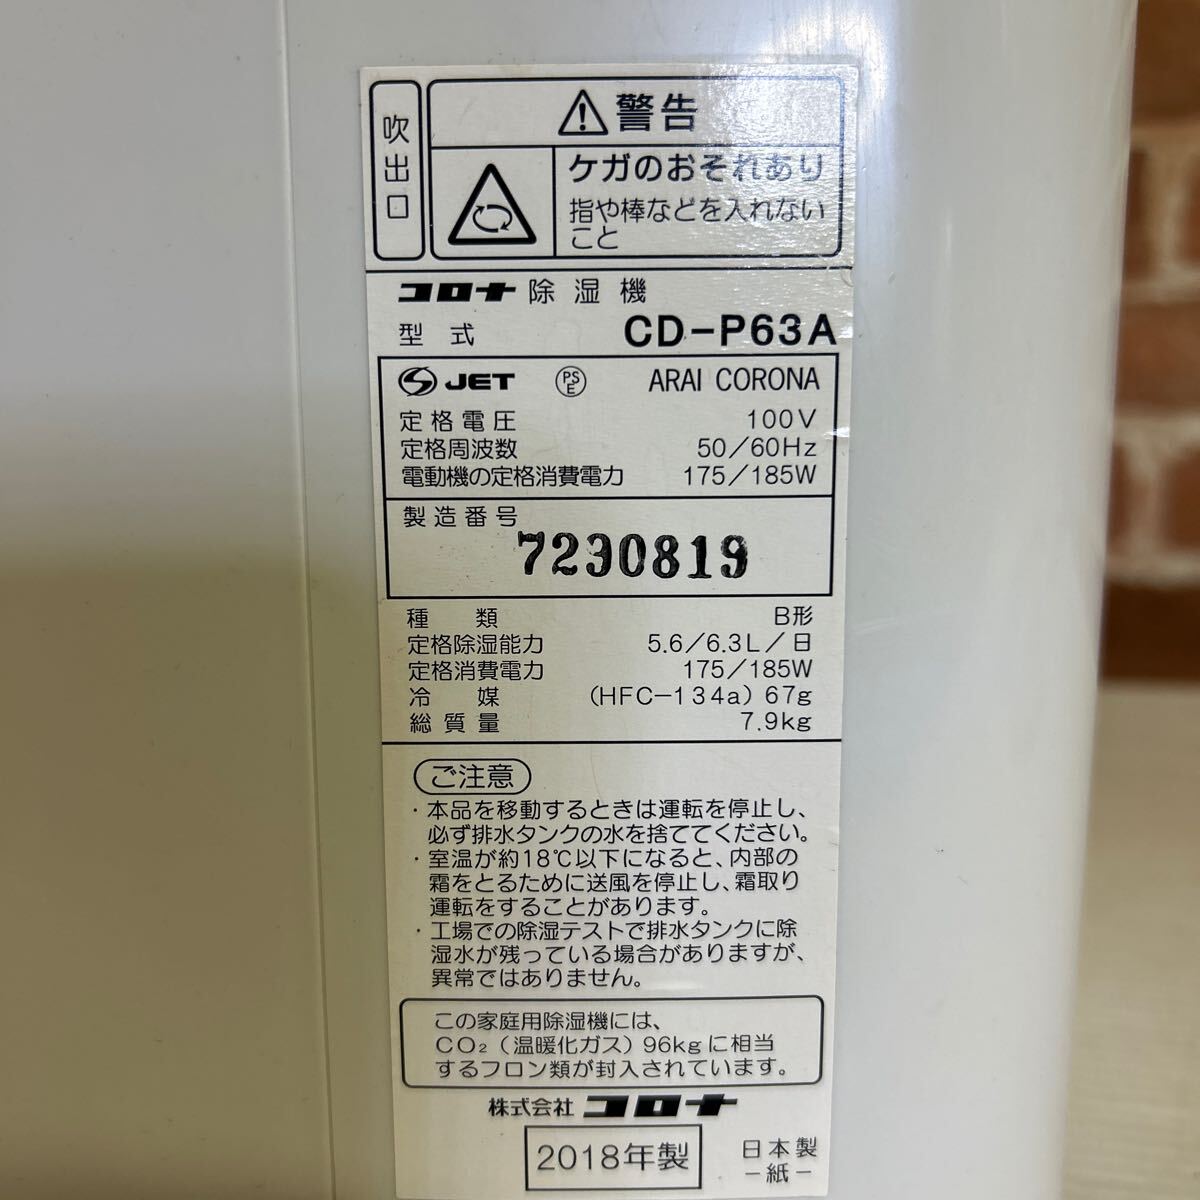 吹出口
⚠警告
ケガのおそれあり
指や棒などを入れない
こと
コロナ 除湿機
型式 CD-P63A
JET PSE ARAI CORONA
定格電圧 100V
定格周波数 50/60Hz
電動機の定格消費電力 175/185W
製造番号
7230819
種類 B形
定格除湿能力 5.6/6.3L/日
定格消費電力 175/185W
冷媒 (HFC-134a) 67g
総質量 7.9kg
ご注意
・本品を移動するときは運転を停止し、
必ず排水タンクの水を捨ててください。
・室温が約18℃以下になると、内部の
霜をとるために送風を停止し、霜取り
運転をすることがあります。
・工場での除湿テストで排水タンクに除
湿水が残っている場合がありますが、
異常ではありません。
この家庭用除湿機には、
CO₂(温暖化ガス)96kgに相当
するフロン類が封入されています。
株式会社 コロナ
2018年製 日本製
-紙-